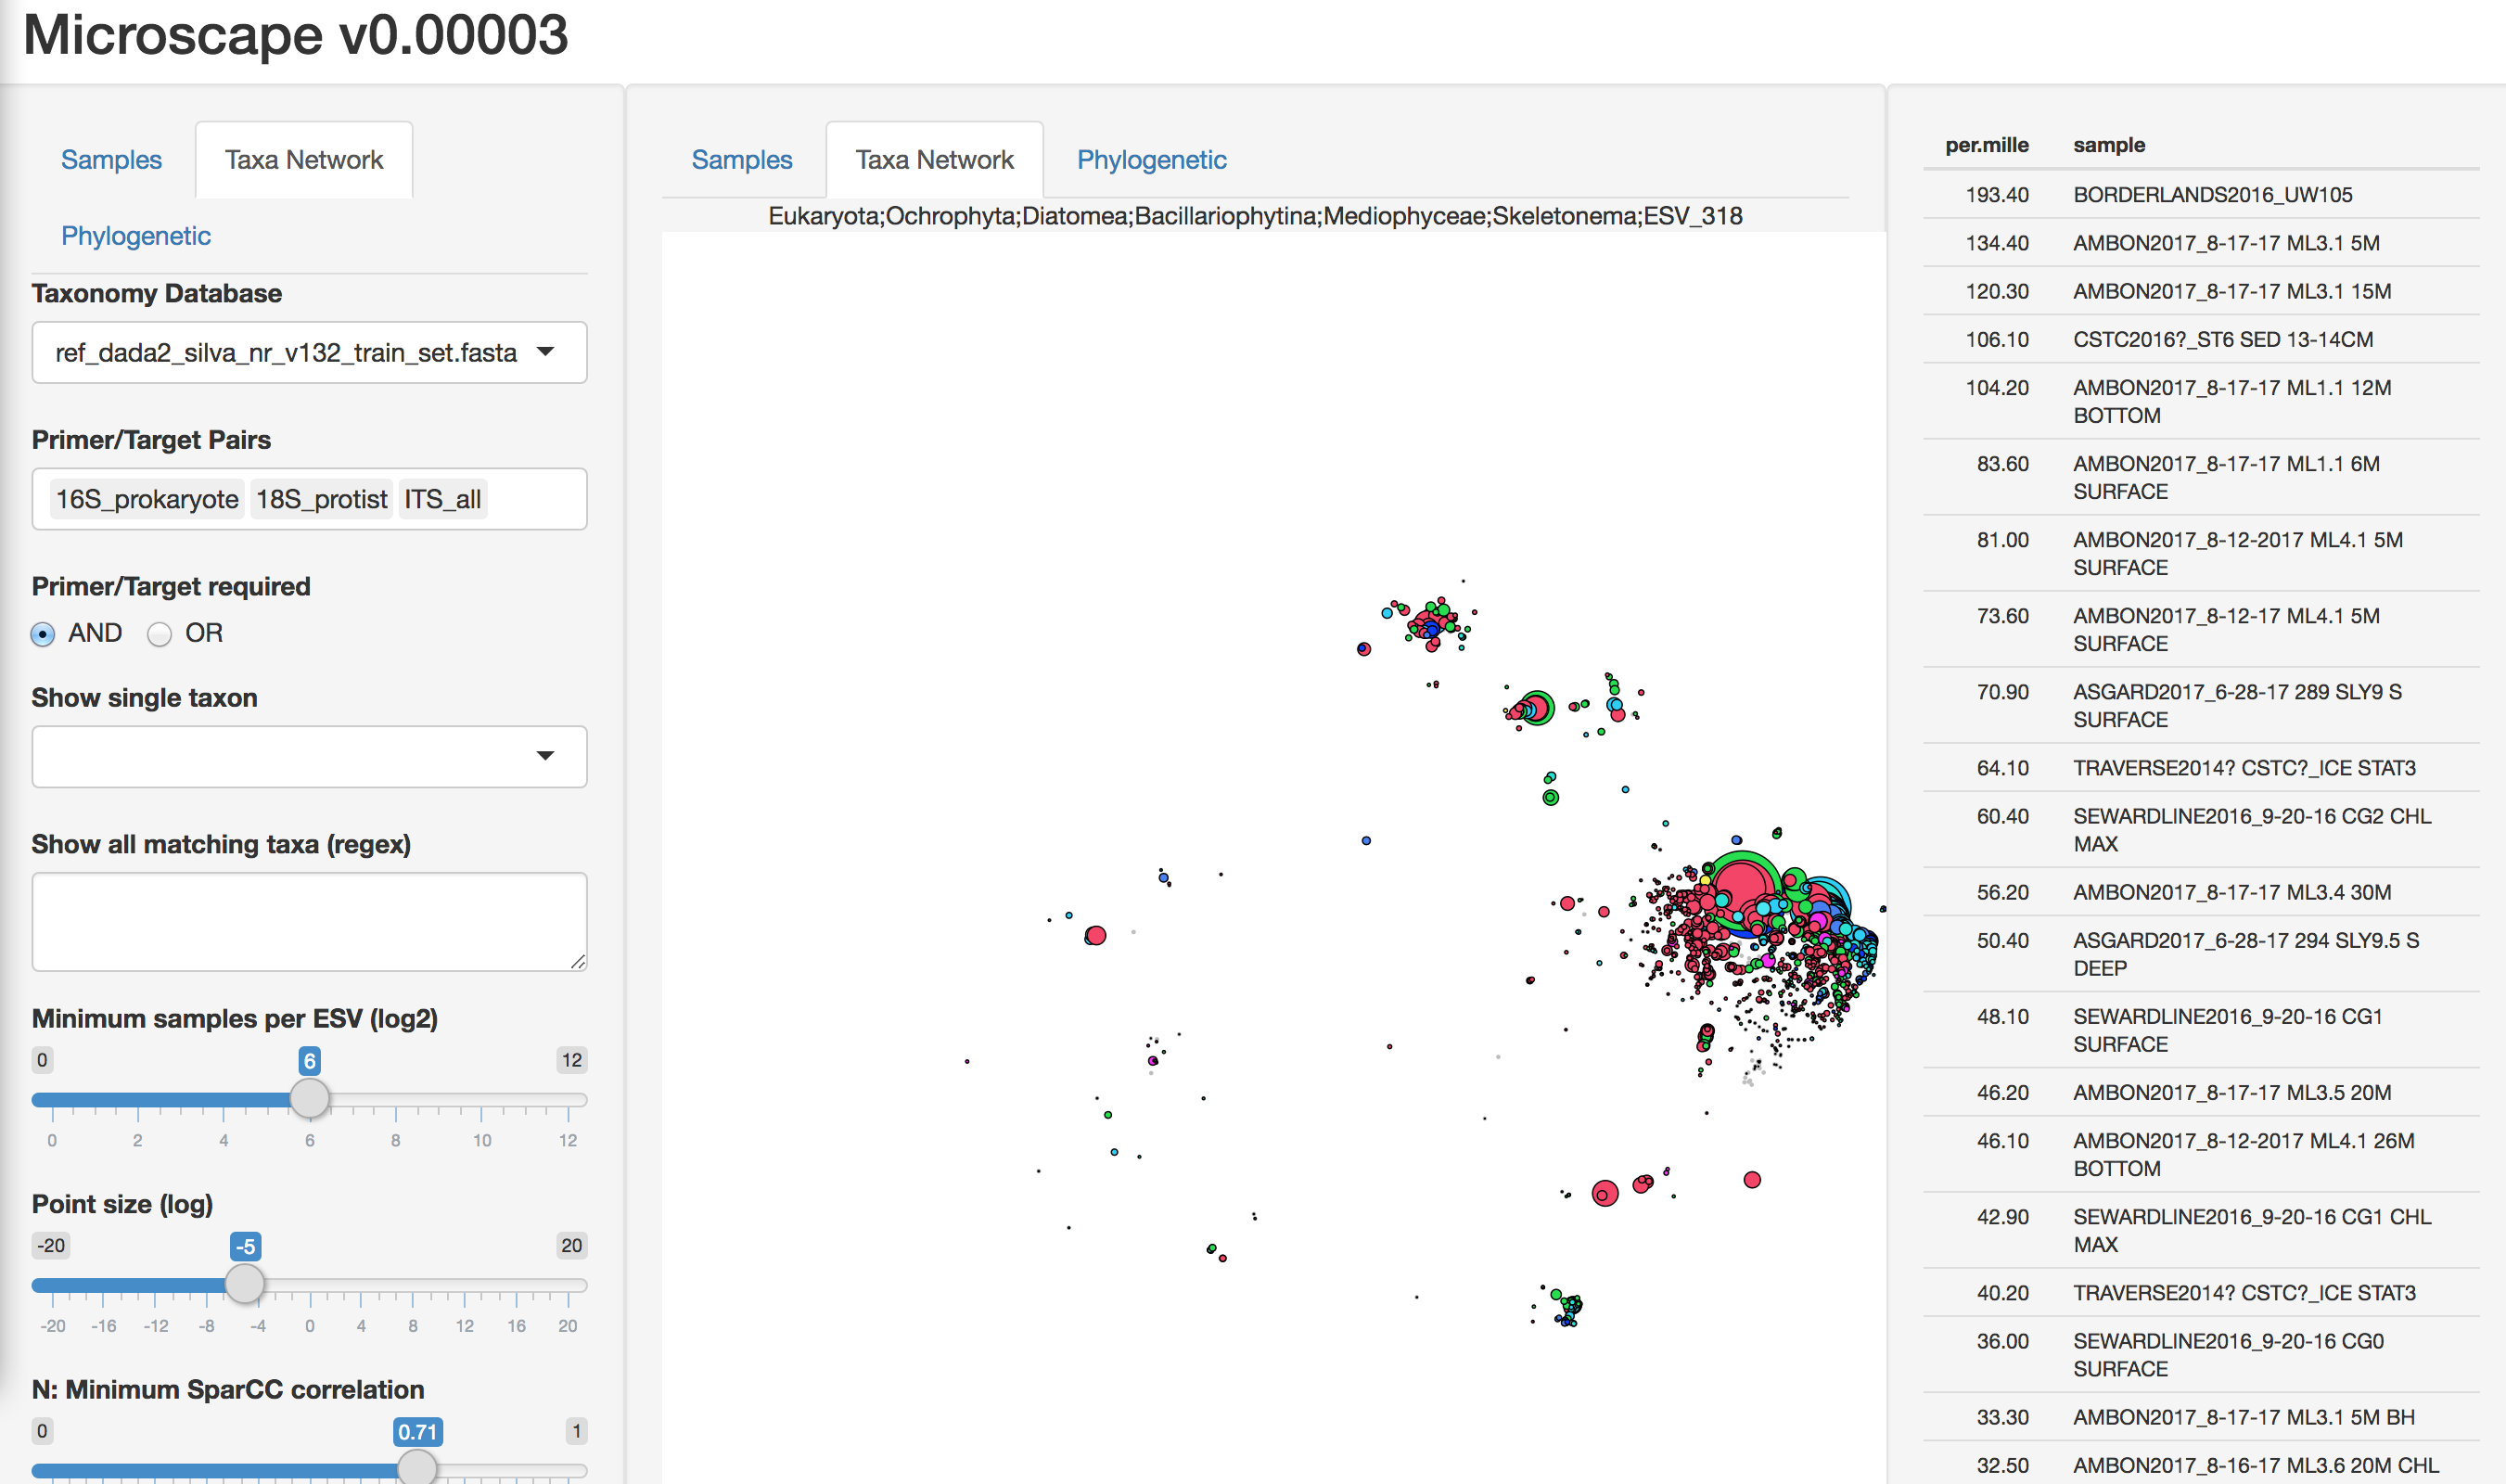 Microscape v0.00003
Samples
Taxa Network
Phylogenetic
Taxonomy Database
ref_dada2_silva_nr_v132_train_set.fasta
Primer/Target Pairs
16S_prokaryote 18S_protist ITS_all
Primer/Target required
AND OR
Show single taxon
Show all matching taxa (regex)
Minimum samples per ESV (log2)
0 6 12
0 2 4 6 8 10 12
Point size (log)
-20 -5 20
-20 -16 -12 -8 -4 0 4 8 12 16 20
N: Minimum SparCC correlation
0 0.71 1
Samples
Taxa Network
Phylogenetic
Eukaryota;Ochrophyta;Diatomea;Bacillariophytina;Mediophyceae;Skeletonema;ESV_318
per.mille sample
193.40 BORDERLANDS2016_UW105
134.40 AMBON2017_8-17-17 ML3.1 5M
120.30 AMBON2017_8-17-17 ML3.1 15M
106.10 CSTC2016?_ST6 SED 13-14CM
104.20 AMBON2017_8-17-17 ML1.1 12M
BOTTOM
83.60 AMBON2017_8-17-17 ML1.1 6M
SURFACE
81.00 AMBON2017_8-12-2017 ML4.1 5M
SURFACE
73.60 AMBON2017_8-12-17 ML4.1 5M
SURFACE
70.90 ASGARD2017_6-28-17 289 SLY9 S
SURFACE
64.10 TRAVERSE2014? CSTC?_ICE STAT3
60.40 SEWARDLINE2016_9-20-16 CG2 CHL
MAX
56.20 AMBON2017_8-17-17 ML3.4 30M
50.40 ASGARD2017_6-28-17 294 SLY9.5 S
DEEP
48.10 SEWARDLINE2016_9-20-16 CG1
SURFACE
46.20 AMBON2017_8-17-17 ML3.5 20M
46.10 AMBON2017_8-12-2017 ML4.1 26M
BOTTOM
42.90 SEWARDLINE2016_9-20-16 CG1 CHL
MAX
40.20 TRAVERSE2014? CSTC?_ICE STAT3
36.00 SEWARDLINE2016_9-20-16 CG0
SURFACE
33.30 AMBON2017_8-17-17 ML3.1 5M BH
32.50 AMBON2017_8-16-17 ML3.6 20M CHL